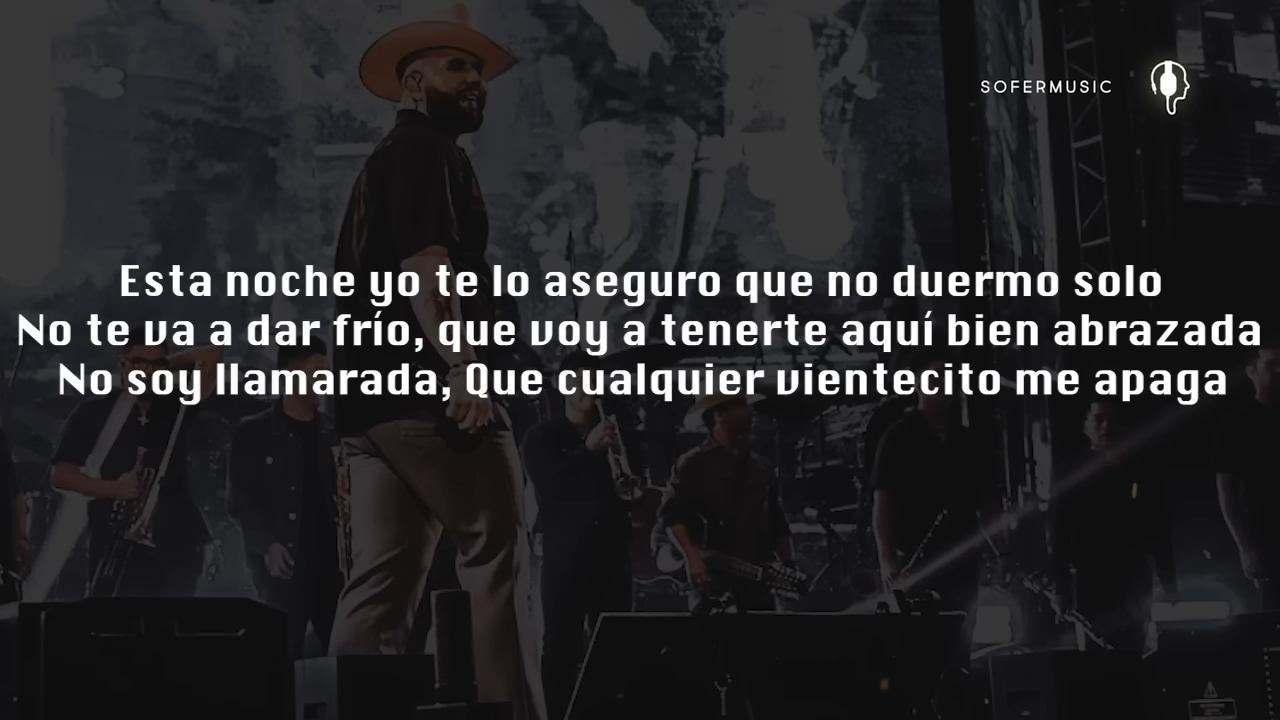 SOFERMUSIC
Esta noche yo te lo aseguro que no duermo solo
No te va a dar frío, que voy a tenerte aquí bien abrazada
No soy llamarada, Que cualquier vientecito me apaga